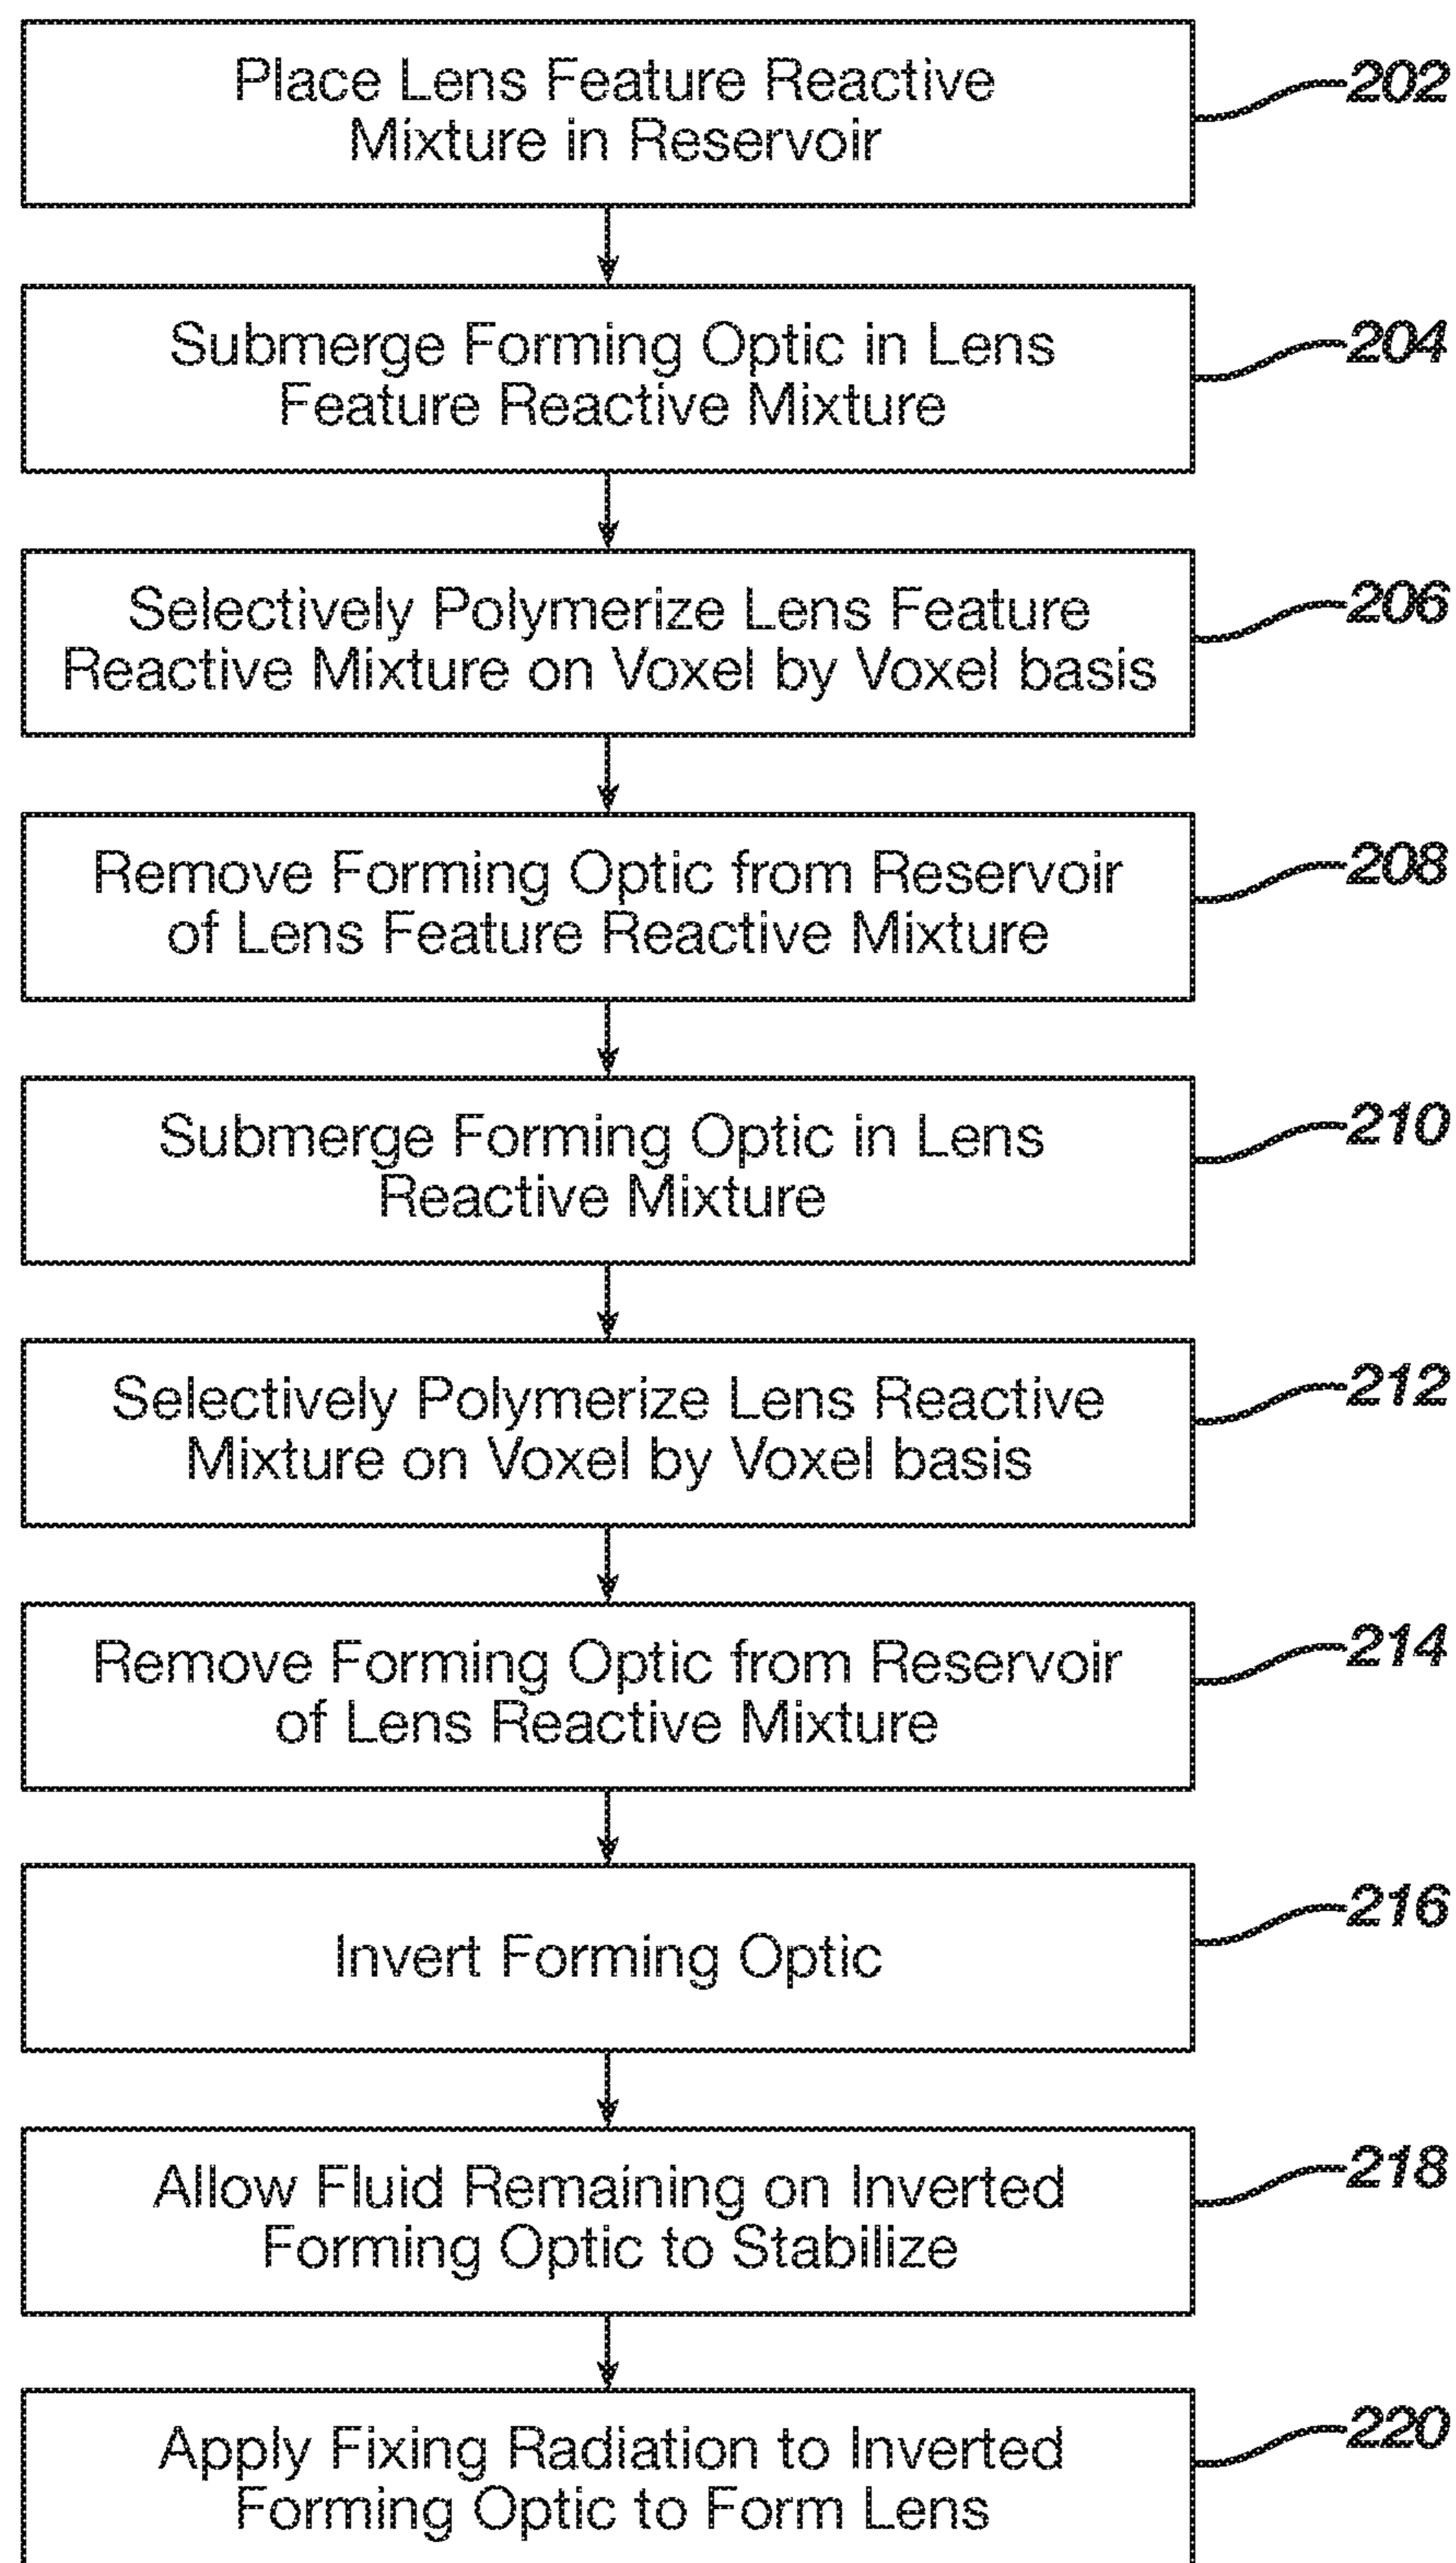 Place Lens Feature Reactive
Mixture in Reservoir
202
Submerge Forming Optic in Lens
Feature Reactive Mixture
204
Selectively Polymerize Lens Feature
Reactive Mixture on Voxel by Voxel basis
206
Remove Forming Optic from Reservoir
of Lens Feature Reactive Mixture
208
Submerge Forming Optic in Lens
Reactive Mixture
210
Selectively Polymerize Lens Reactive
Mixture on Voxel by Voxel basis
212
Remove Forming Optic from Reservoir
of Lens Reactive Mixture
214
Invert Forming Optic
216
Allow Fluid Remaining on Inverted
Forming Optic to Stabilize
218
Apply Fixing Radiation to Inverted
Forming Optic to Form Lens
220